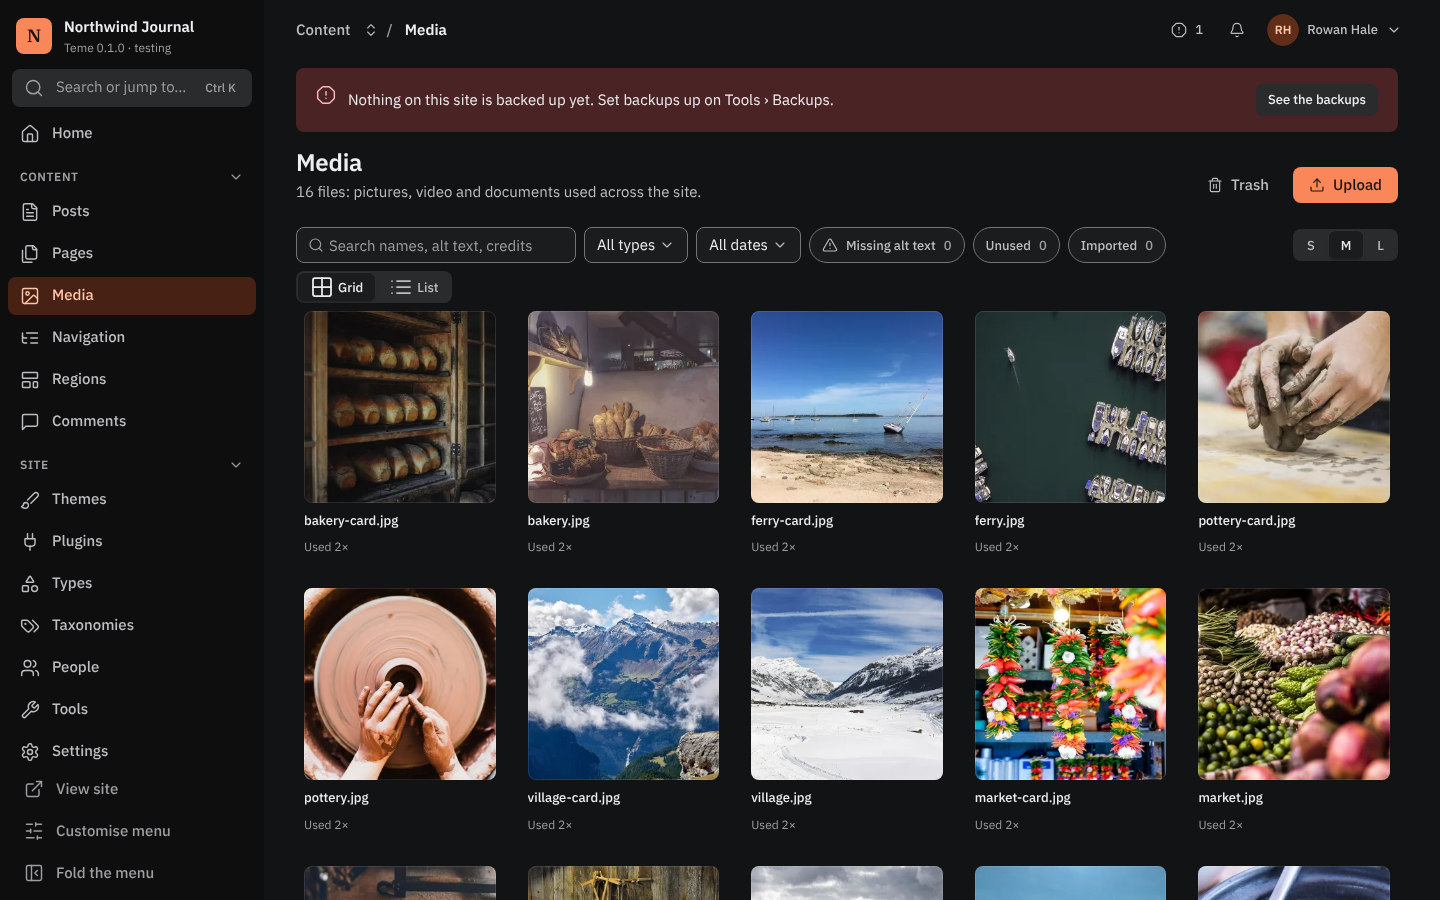 N
Northwind Journal
Teme 0.1.0 · testing
Search or jump to... Ctrl K
Home
CONTENT
Posts
Pages
Media
Navigation
Regions
Comments
SITE
Themes
Plugins
Types
Taxonomies
People
Tools
Settings
View site
Customise menu
Fold the menu
Content / Media
1
RH Rowan Hale
Nothing on this site is backed up yet. Set backups up on Tools › Backups.
See the backups
Media
16 files: pictures, video and documents used across the site.
Trash
Upload
Search names, alt text, credits
All types
All dates
Missing alt text 0
Unused 0
Imported 0
S M L
Grid List
bakery-card.jpg
Used 2×
bakery.jpg
Used 2×
ferry-card.jpg
Used 2×
ferry.jpg
Used 2×
pottery-card.jpg
Used 2×
pottery.jpg
Used 2×
village-card.jpg
Used 2×
village.jpg
Used 2×
market-card.jpg
Used 2×
market.jpg
Used 2×